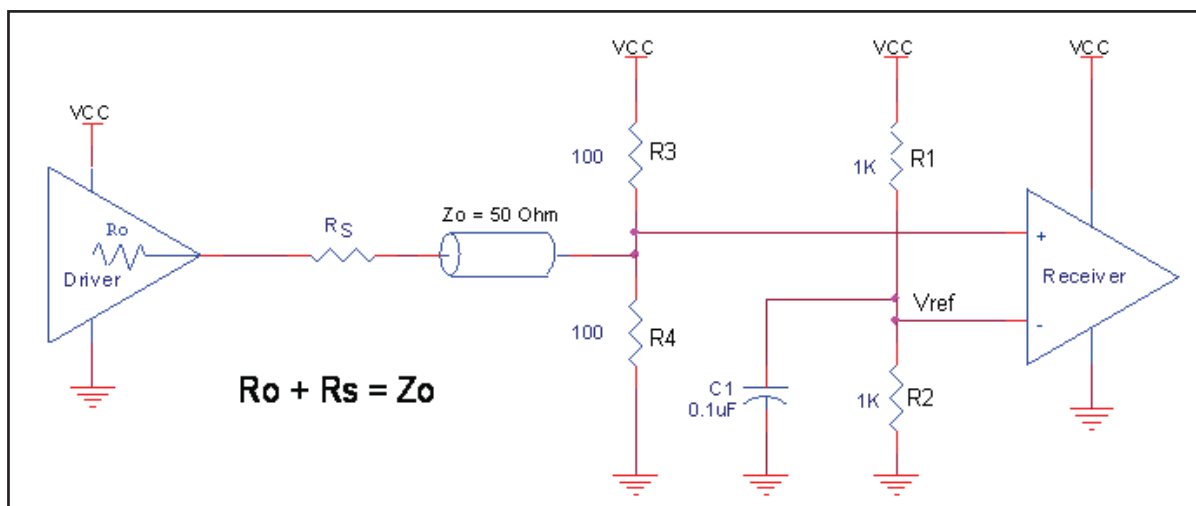 VCC
VCC
VCC
VCC
R3
100
R1
1K
Zo = 50 Ohm
Ro
RS
Driver
+
Receiver
Vref
-
R4
100
C1
0.1uF
R2
1K
Ro + Rs = Zo